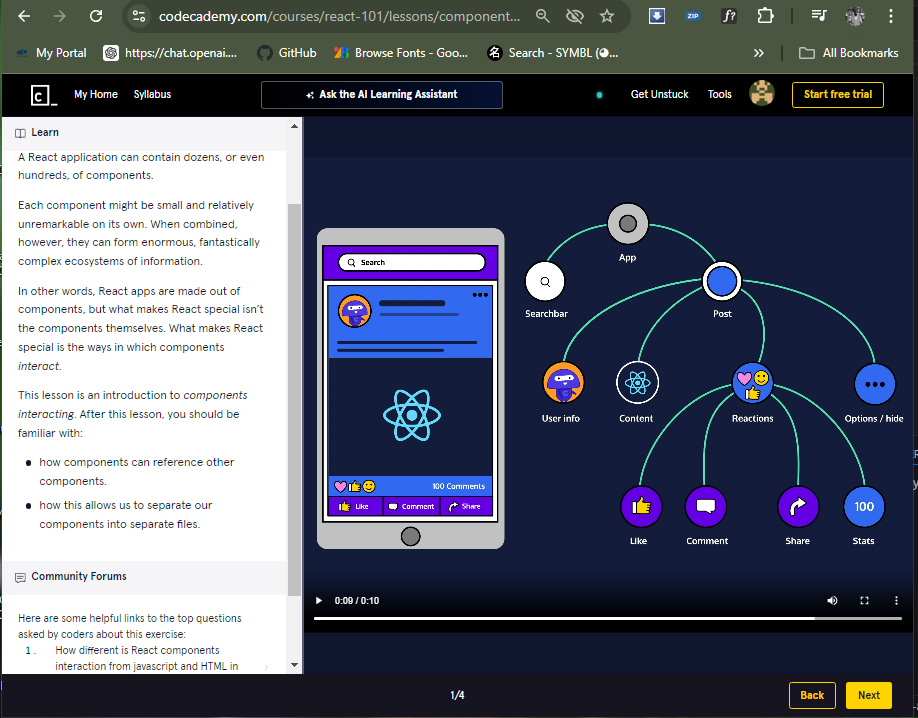 codecademy.com/courses/react-101/lessons/component...
ZIP
f?
My Portal
https://chat.openai....
GitHub
Browse Fonts - Goo...
Search - SYMBL (◕...
»
All Bookmarks
c_
My Home
Syllabus
Ask the AI Learning Assistant
Get Unstuck
Tools
Start free trial
Learn
A React application can contain dozens, or even
hundreds, of components.
Each component might be small and relatively
unremarkable on its own. When combined,
however, they can form enormous, fantastically
complex ecosystems of information.
In other words, React apps are made out of
components, but what makes React special isn’t
the components themselves. What makes React
special is the ways in which components
interact.
This lesson is an introduction to components
interacting. After this lesson, you should be
familiar with:
• how components can reference other
components.
• how this allows us to separate our
components into separate files.
Community Forums
Here are some helpful links to the top questions
asked by coders about this exercise:
1. How different is React components
interaction from javascript and HTML in
Search
100 Comments
Like
Comment
Share
App
Searchbar
Post
User info
Content
Reactions
Options / hide
100
Like
Comment
Share
Stats
0:09 / 0:10
1/4
Back
Next